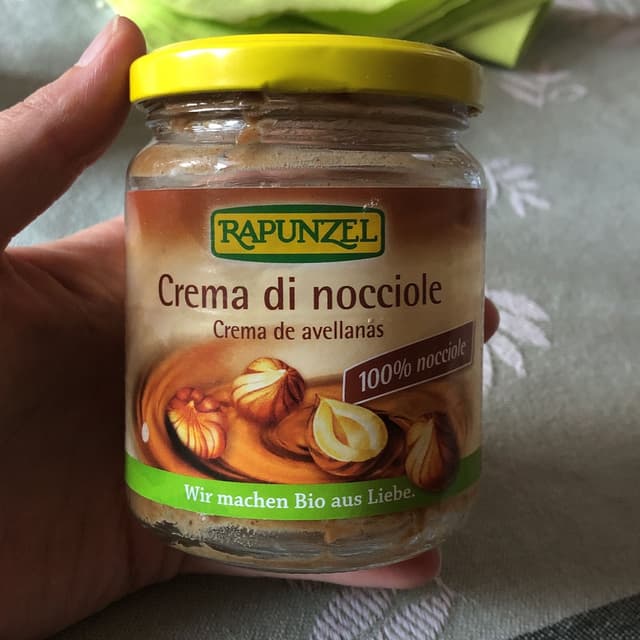 RAPUNZEL
Crema di nocciole
Crema de avellanas
100% nocciole
Wir machen Bio aus Liebe.